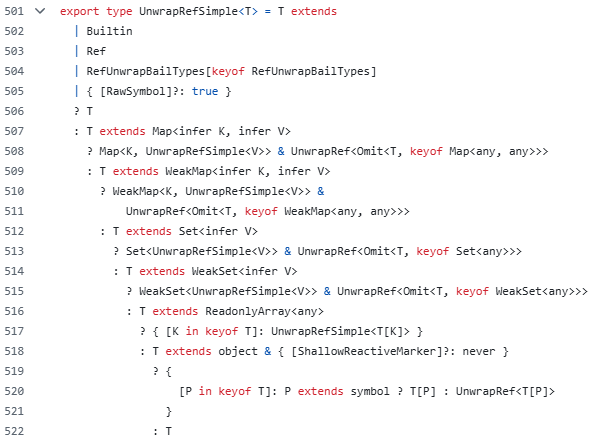 501 export type UnwrapRefSimple<T> = T extends
502 | Builtin
503 | Ref
504 | RefUnwrapBailTypes[keyof RefUnwrapBailTypes]
505 | { [RawSymbol]?: true }
506 ? T
507 : T extends Map<infer K, infer V>
508 ? Map<K, UnwrapRefSimple<V>> & UnwrapRef<Omit<T, keyof Map<any, any>>>
509 : T extends WeakMap<infer K, infer V>
510 ? WeakMap<K, UnwrapRefSimple<V>> &
511 UnwrapRef<Omit<T, keyof WeakMap<any, any>>>
512 : T extends Set<infer V>
513 ? Set<UnwrapRefSimple<V>> & UnwrapRef<Omit<T, keyof Set<any>>>
514 : T extends WeakSet<infer V>
515 ? WeakSet<UnwrapRefSimple<V>> & UnwrapRef<Omit<T, keyof WeakSet<any>>>
516 : T extends ReadonlyArray<any>
517 ? { [K in keyof T]: UnwrapRefSimple<T[K]> }
518 : T extends object & { [ShallowReactiveMarker]?: never }
519 ? {
520 [P in keyof T]: P extends symbol ? T[P] : UnwrapRef<T[P]>
521 }
522 : T